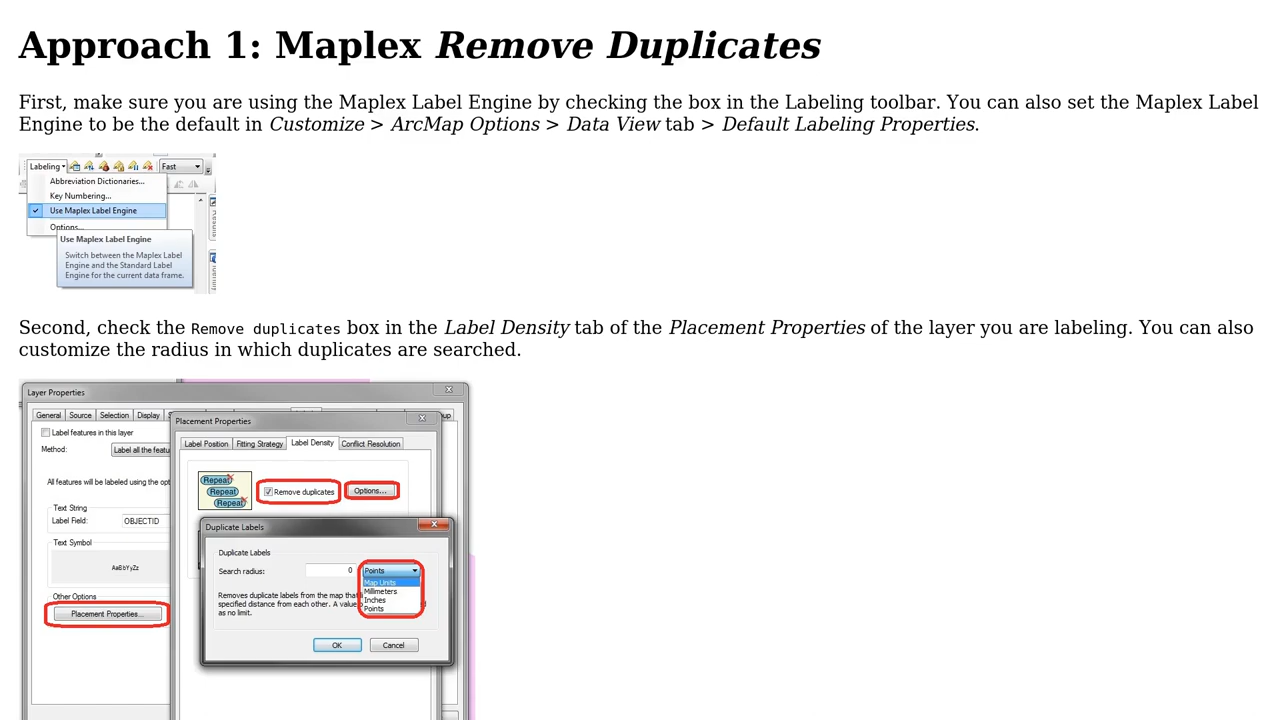 Approach 1: Maplex Remove Duplicates
First, make sure you are using the Maplex Label Engine by checking the box in the Labeling toolbar. You can also set the Maplex Label
Engine to be the default in Customize > ArcMap Options > Data View tab > Default Labeling Properties.
Labeling Fast
Abbreviation Dictionaries...
Key Numbering...
Use Maplex Label Engine
Options...
Use Maplex Label Engine
Switch between the Maplex Label
Engine and the Standard Label
Engine for the current data frame.
Second, check the Remove duplicates box in the Label Density tab of the Placement Properties of the layer you are labeling. You can also
customize the radius in which duplicates are searched.
Layer Properties
General Source Selection Display
Label features in this layer
Method: Label all the featu
All features will be labeled using the opt
Text String
Label Field: OBJECTID
Text Symbol
AaBbYyZz
Other Options
Placement Properties...
Placement Properties
Label Position Fitting Strategy Label Density Conflict Resolution
Repeat
Repeat
Repeat
Remove duplicates Options...
Duplicate Labels
Duplicate Labels
Search radius: 0 Points
Map Units
Millimeters
Inches
Points
Removes duplicate labels from the map that
specified distance from each other. A value o
as no limit.
OK Cancel